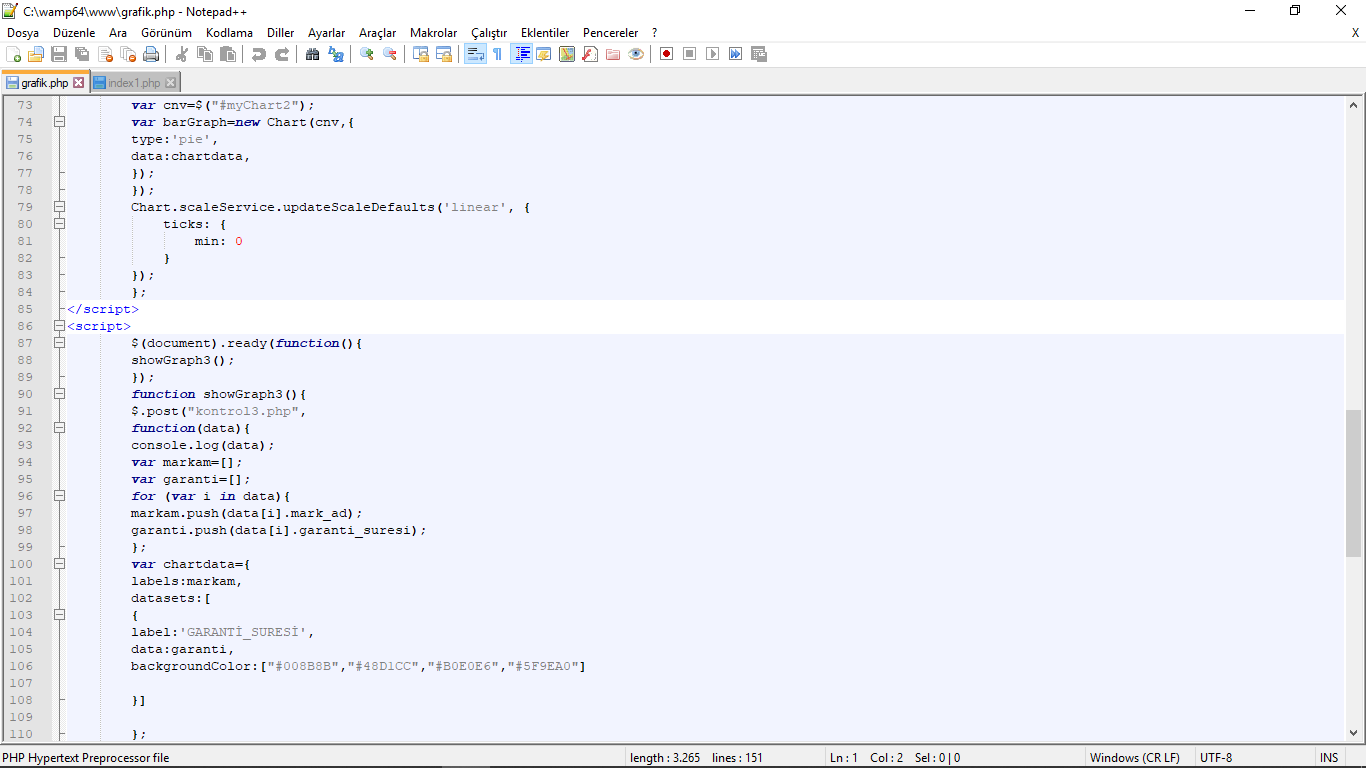 C:\wamp64\www\grafik.php - Notepad++
Dosya Düzenle Ara Görünüm Kodlama Diller Ayarlar Araçlar Makrolar Çalıştır Eklentiler Pencereler ? X
grafik.php index1.php
73 var cnv=$("#myChart2");
74 var barGraph=new Chart(cnv,{
75 type:'pie',
76 data:chartdata,
77 });
78 });
79 Chart.scaleService.updateScaleDefaults('linear', {
80 ticks: {
81 min: 0
82 }
83 });
84 };
85 </script>
86 <script>
87 $(document).ready(function(){
88 showGraph3();
89 });
90 function showGraph3(){
91 $.post("kontrol3.php",
92 function(data){
93 console.log(data);
94 var markam=[];
95 var garanti=[];
96 for (var i in data){
97 markam.push(data[i].mark_ad);
98 garanti.push(data[i].garanti_suresi);
99 };
100 var chartdata={
101 labels:markam,
102 datasets:[
103 {
104 label:'GARANTİ_SURESİ',
105 data:garanti,
106 backgroundColor:["#008B8B","#48D1CC","#B0E0E6","#5F9EA0"]
107
108 }]
109
110 };
PHP Hypertext Preprocessor file length : 3.265 lines : 151 Ln : 1 Col : 2 Sel : 0 | 0 Windows (CR LF) UTF-8 INS